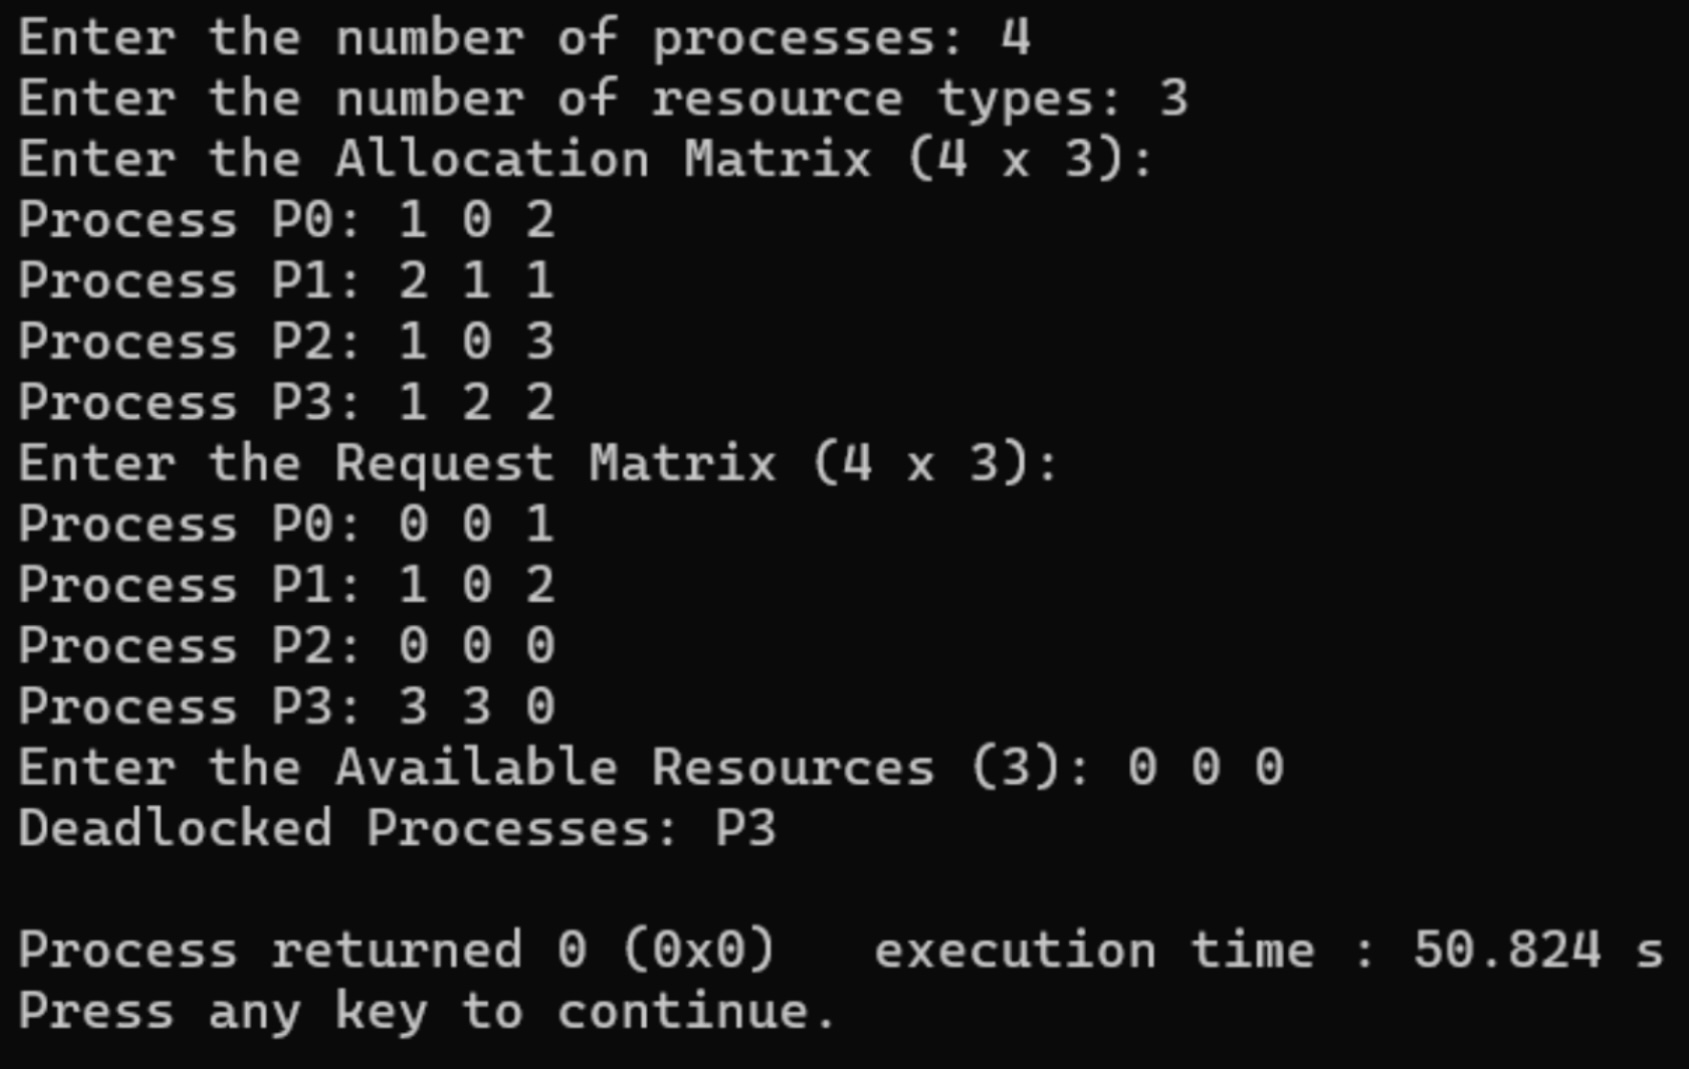 Enter the number of processes: 4
Enter the number of resource types: 3
Enter the Allocation Matrix (4 x 3):
Process P0: 1 0 2
Process P1: 2 1 1
Process P2: 1 0 3
Process P3: 1 2 2
Enter the Request Matrix (4 x 3):
Process P0: 0 0 1
Process P1: 1 0 2
Process P2: 0 0 0
Process P3: 3 3 0
Enter the Available Resources (3): 0 0 0
Deadlocked Processes: P3
Process returned 0 (0x0)   execution time : 50.824 s
Press any key to continue.